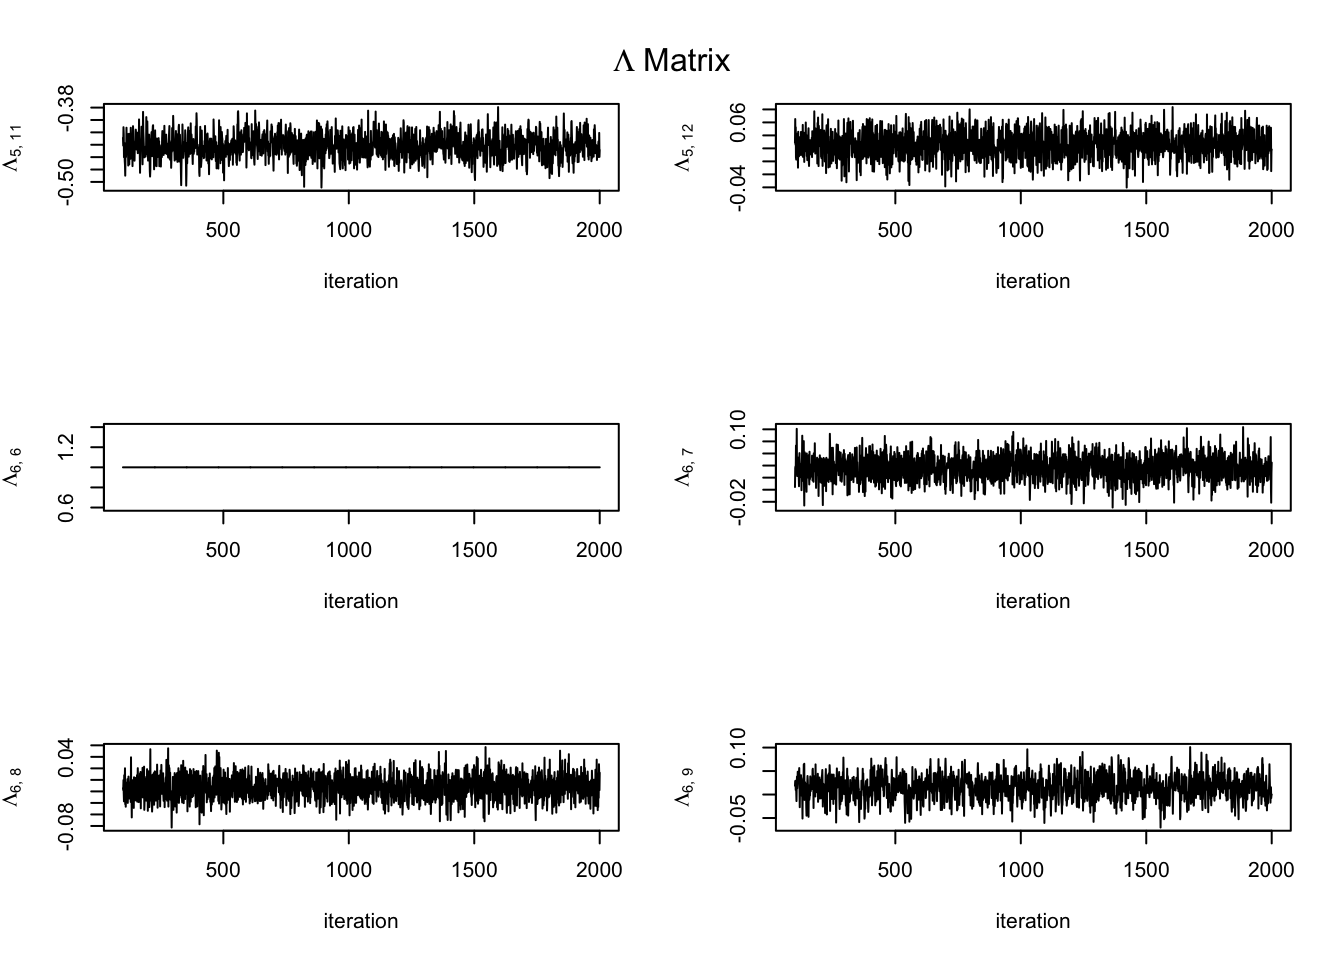 Λ Matrix
Λ5, 11
-0.50 -0.38
500 1000 1500 2000
iteration
Λ5, 12
-0.04 0.06
500 1000 1500 2000
iteration
Λ6, 6
0.6 1.2
500 1000 1500 2000
iteration
Λ6, 7
-0.02 0.10
500 1000 1500 2000
iteration
Λ6, 8
-0.08 0.04
500 1000 1500 2000
iteration
Λ6, 9
-0.05 0.10
500 1000 1500 2000
iteration